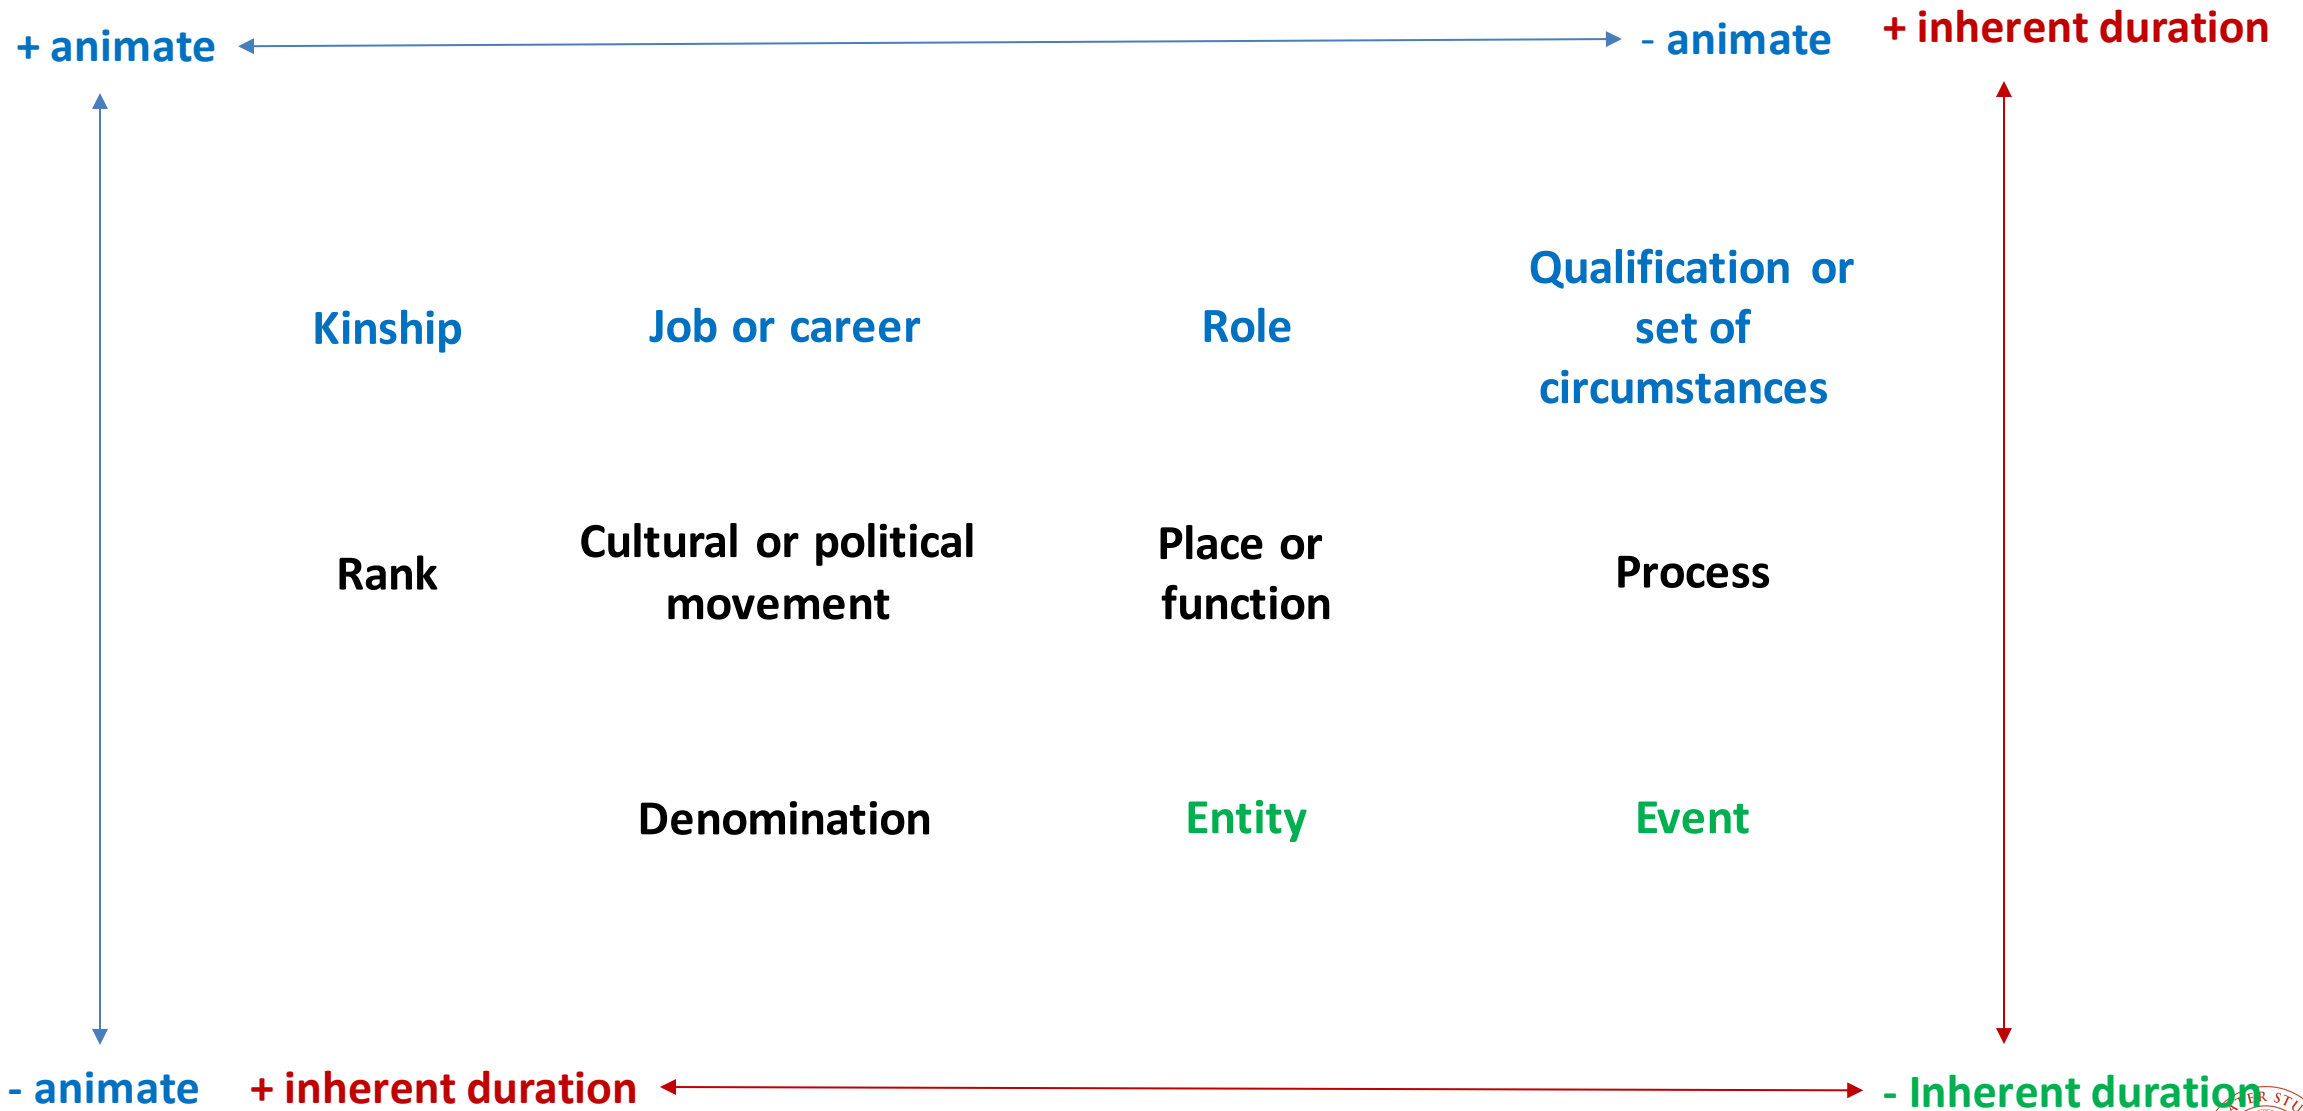 + animate
- animate
+ inherent duration
Kinship
Job or career
Role
Qualification or
set of
circumstances
Rank
Cultural or political
movement
Place or
function
Process
Denomination
Entity
Event
- animate
+ inherent duration
- Inherent duration